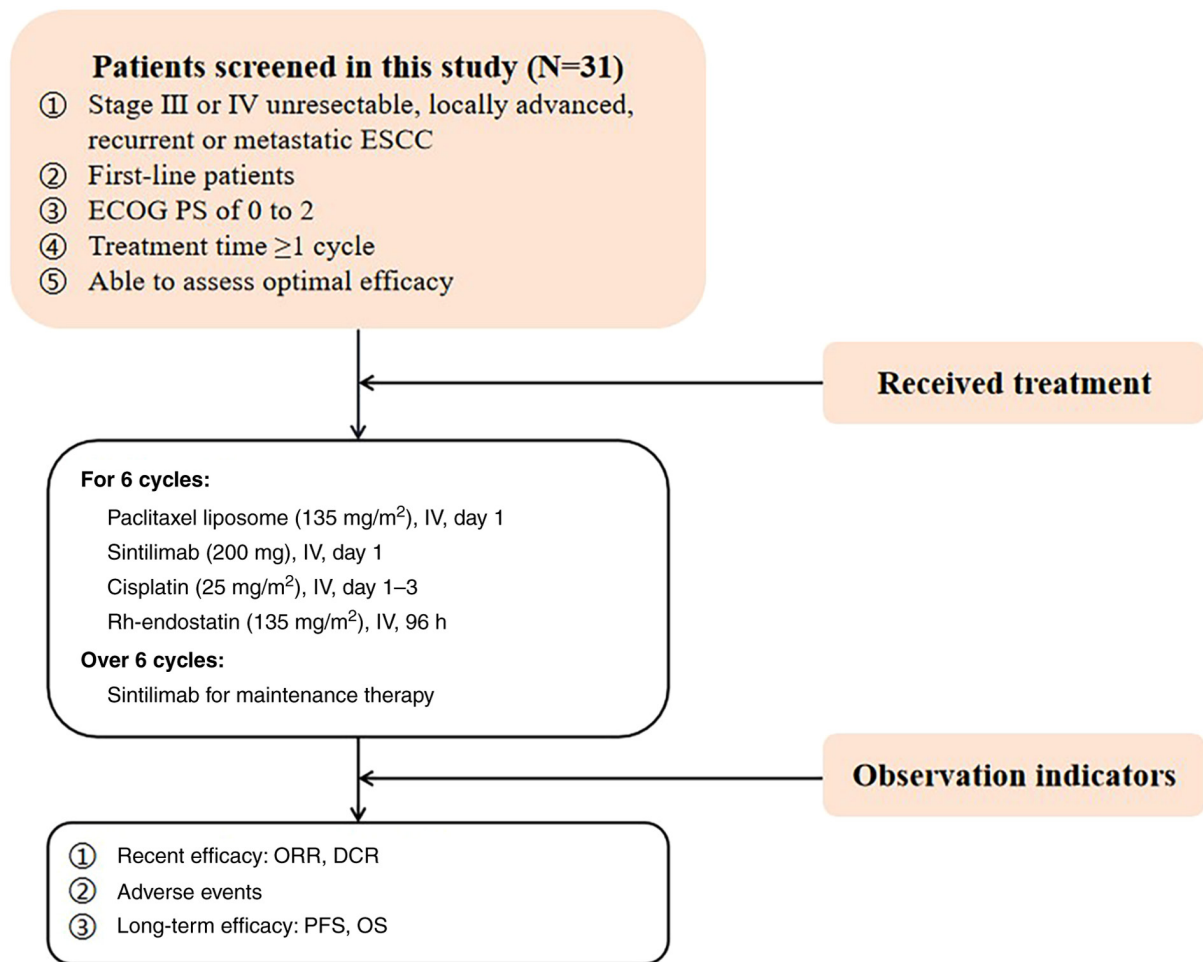 Patients screened in this study (N=31)
① Stage III or IV unresectable, locally advanced,
recurrent or metastatic ESCC
② First-line patients
③ ECOG PS of 0 to 2
④ Treatment time ≥1 cycle
⑤ Able to assess optimal efficacy
Received treatment
For 6 cycles:
Paclitaxel liposome (135 mg/m²), IV, day 1
Sintilimab (200 mg), IV, day 1
Cisplatin (25 mg/m²), IV, day 1–3
Rh-endostatin (135 mg/m²), IV, 96 h
Over 6 cycles:
Sintilimab for maintenance therapy
Observation indicators
① Recent efficacy: ORR, DCR
② Adverse events
③ Long-term efficacy: PFS, OS